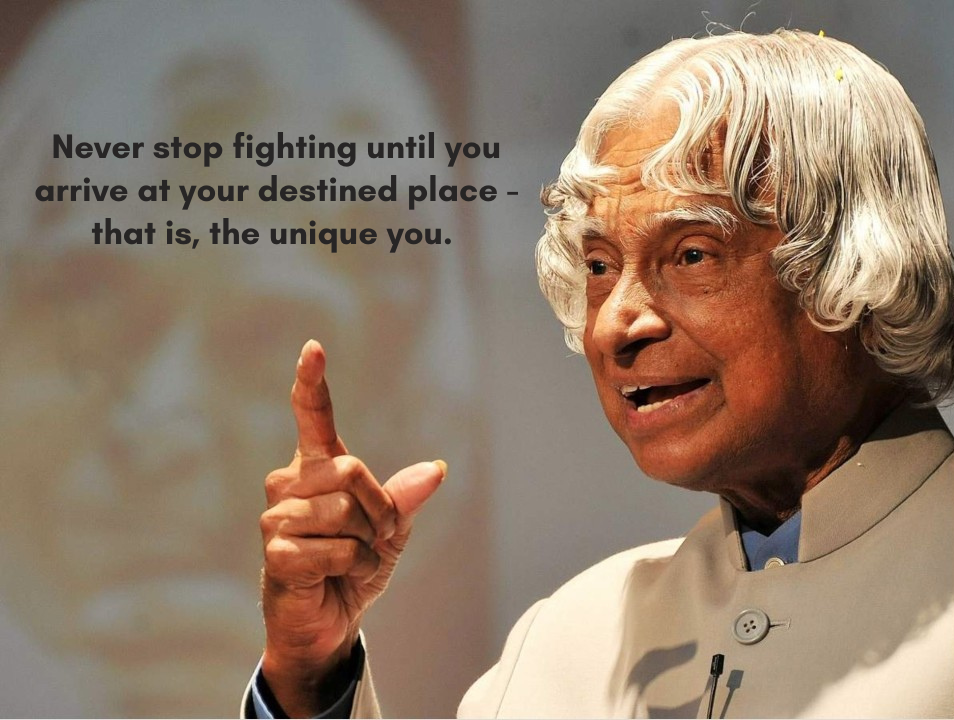 Never stop fighting until you
arrive at your destined place -
that is, the unique you.